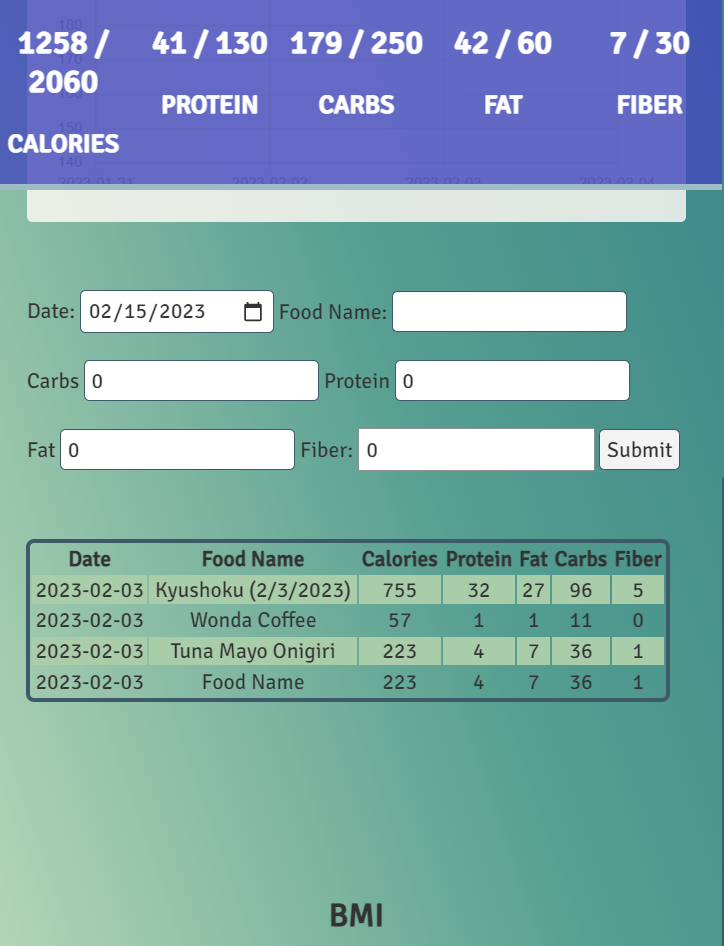 180
1258 / 2060 41 / 130 179 / 250 42 / 60 7 / 30
170
CALORIES PROTEIN CARBS FAT FIBER
150
140
2023-01-31 2023-02-02 2023-02-03 2023-02-04
Date: 02/15/2023 Food Name:
Carbs 0 Protein 0
Fat 0 Fiber: 0 Submit
Date Food Name Calories Protein Fat Carbs Fiber
2023-02-03 Kyushoku (2/3/2023) 755 32 27 96 5
2023-02-03 Wonda Coffee 57 1 1 11 0
2023-02-03 Tuna Mayo Onigiri 223 4 7 36 1
2023-02-03 Food Name 223 4 7 36 1
BMI